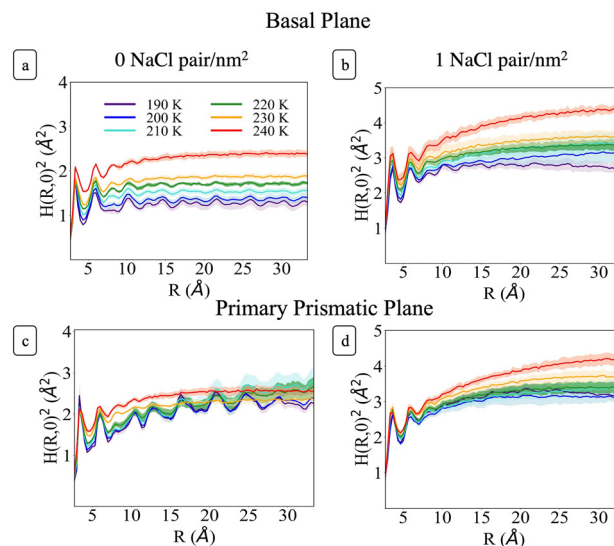 Basal Plane
a
0 NaCl pair/nm²
b
1 NaCl pair/nm²
H(R,0)² (Å²)
4
3
2
1
190 K
200 K
210 K
220 K
230 K
240 K
5
10
15
20
25
30
R (Å)
H(R,0)² (Å²)
5
4
3
2
1
5
10
15
20
25
30
R (Å)
Primary Prismatic Plane
c
d
H(R,0)² (Å²)
4
3
2
1
5
10
15
20
25
30
R (Å)
H(R,0)² (Å²)
5
4
3
2
1
5
10
15
20
25
30
R (Å)